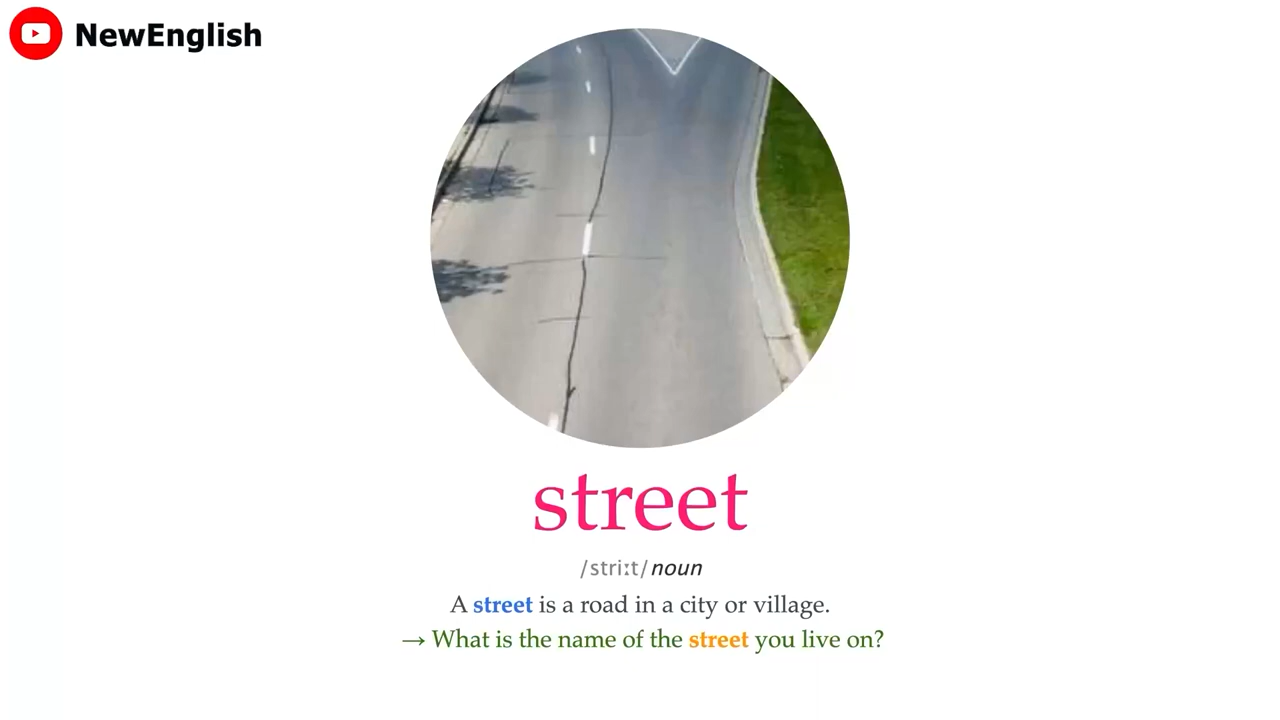 NewEnglish
street
/striːt/ noun
A street is a road in a city or village.
→ What is the name of the street you live on?